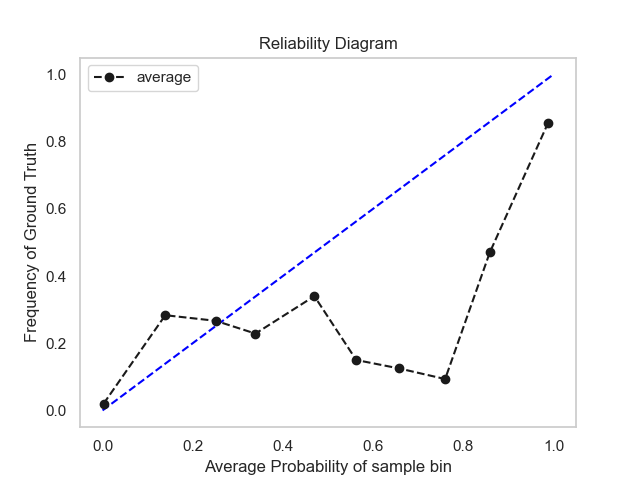 Reliability Diagram
average
Frequency of Ground Truth
1.0
0.8
0.6
0.4
0.2
0.0
0.0 0.2 0.4 0.6 0.8 1.0
Average Probability of sample bin